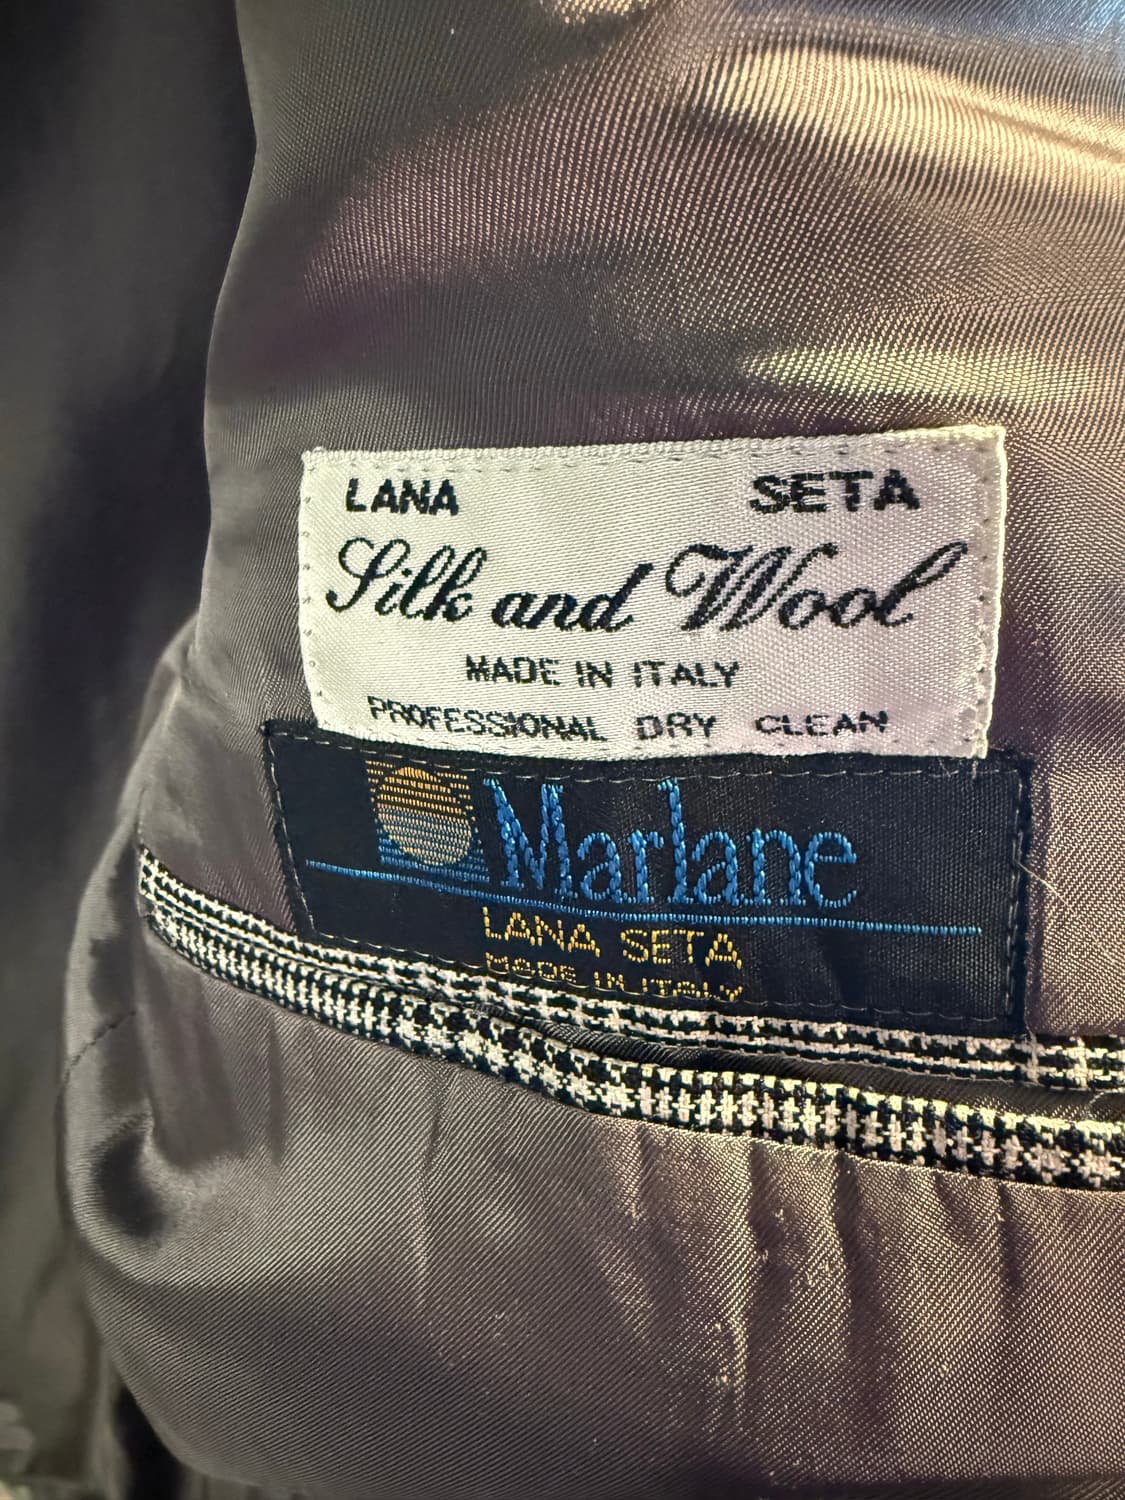 LANA SETA
Silk and Wool
MADE IN ITALY
PROFESSIONAL DRY CLEAN
Marlane
LANA SETA
MADE IN ITALY